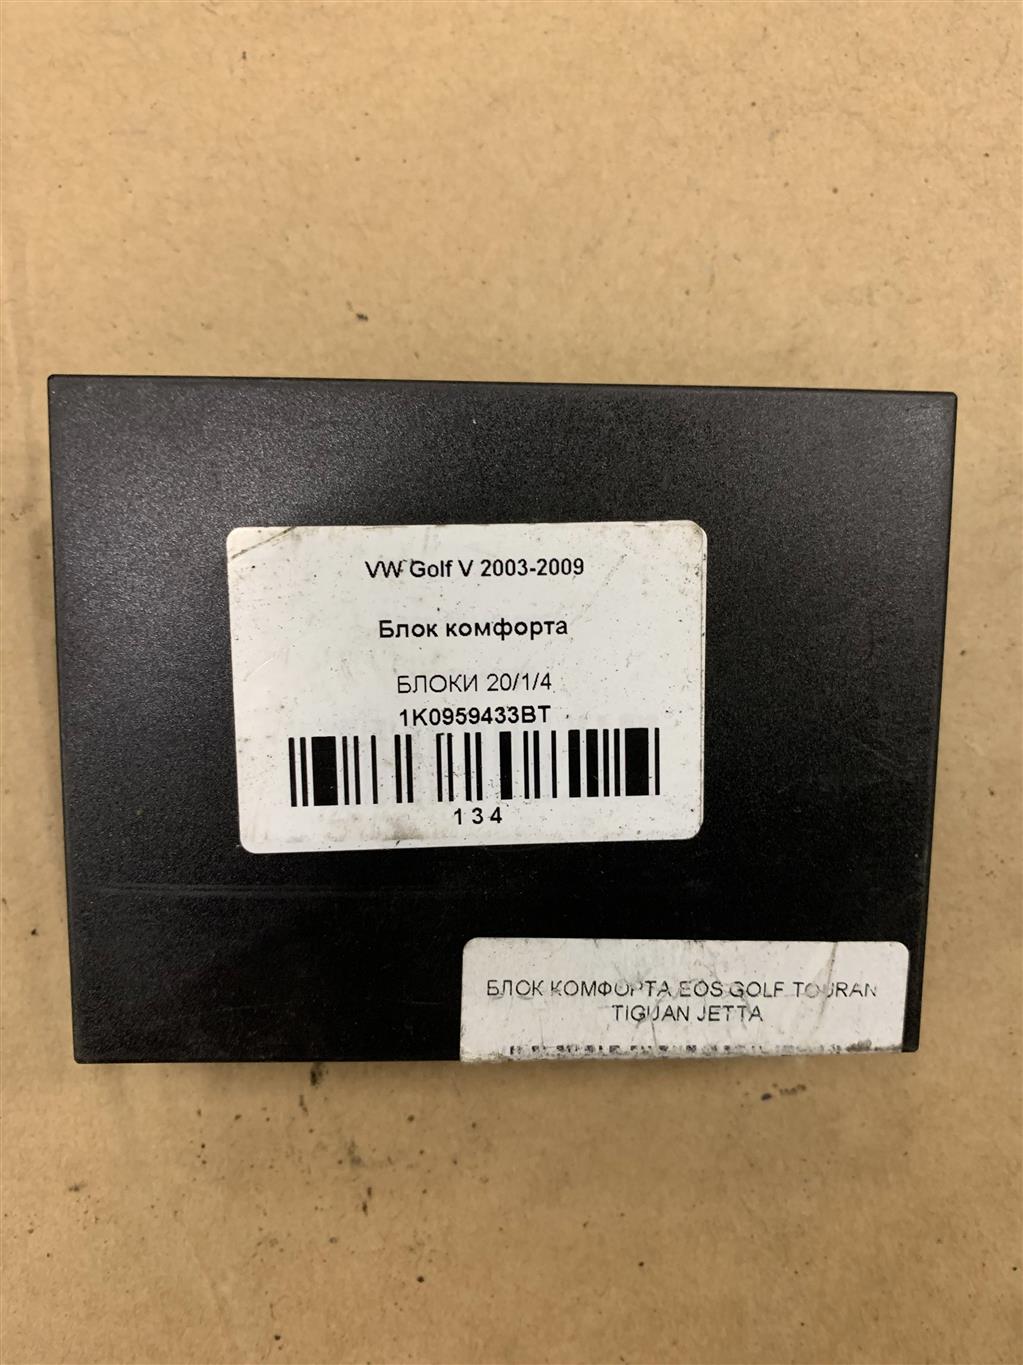 VW Golf V 2003-2009
Блок комфорта
БЛОКИ 20/1/4
1K0959433BT
134
БЛОК КОМФОРТА EOS GOLF TOURAN
TIGUAN JETTA